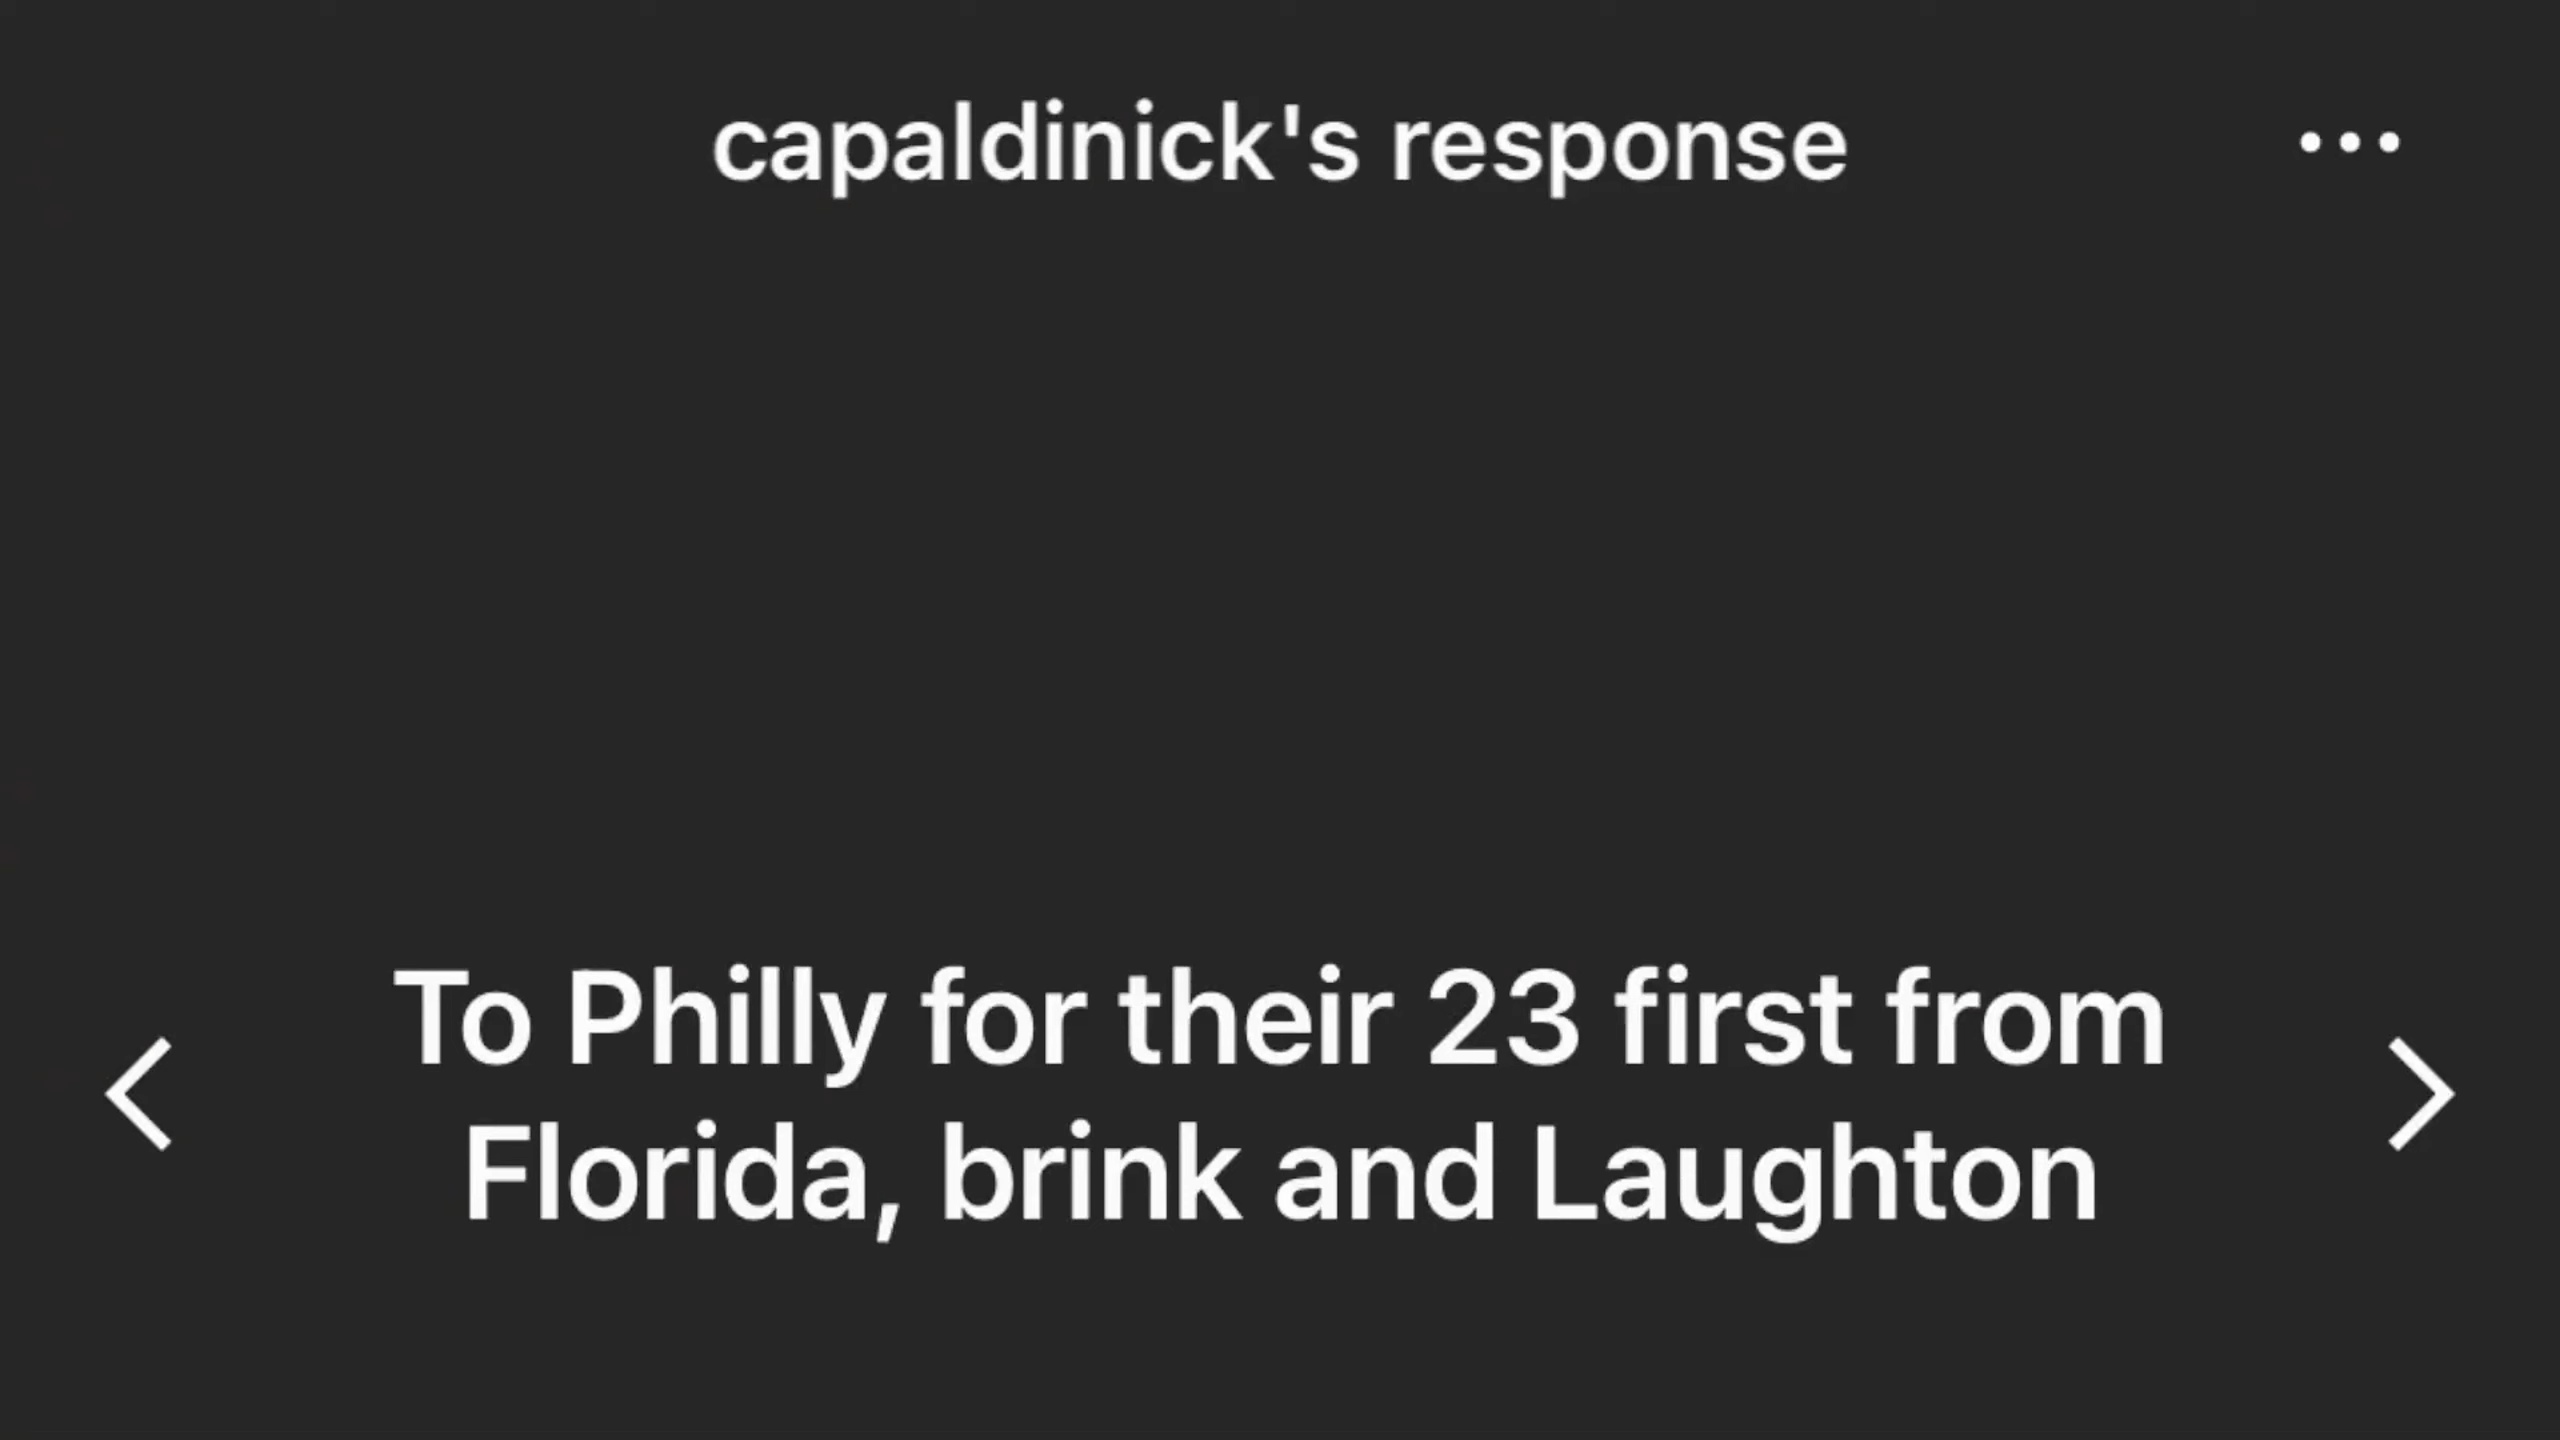 capaldinick's response
To Philly for their 23 first from
Florida, brink and Laughton